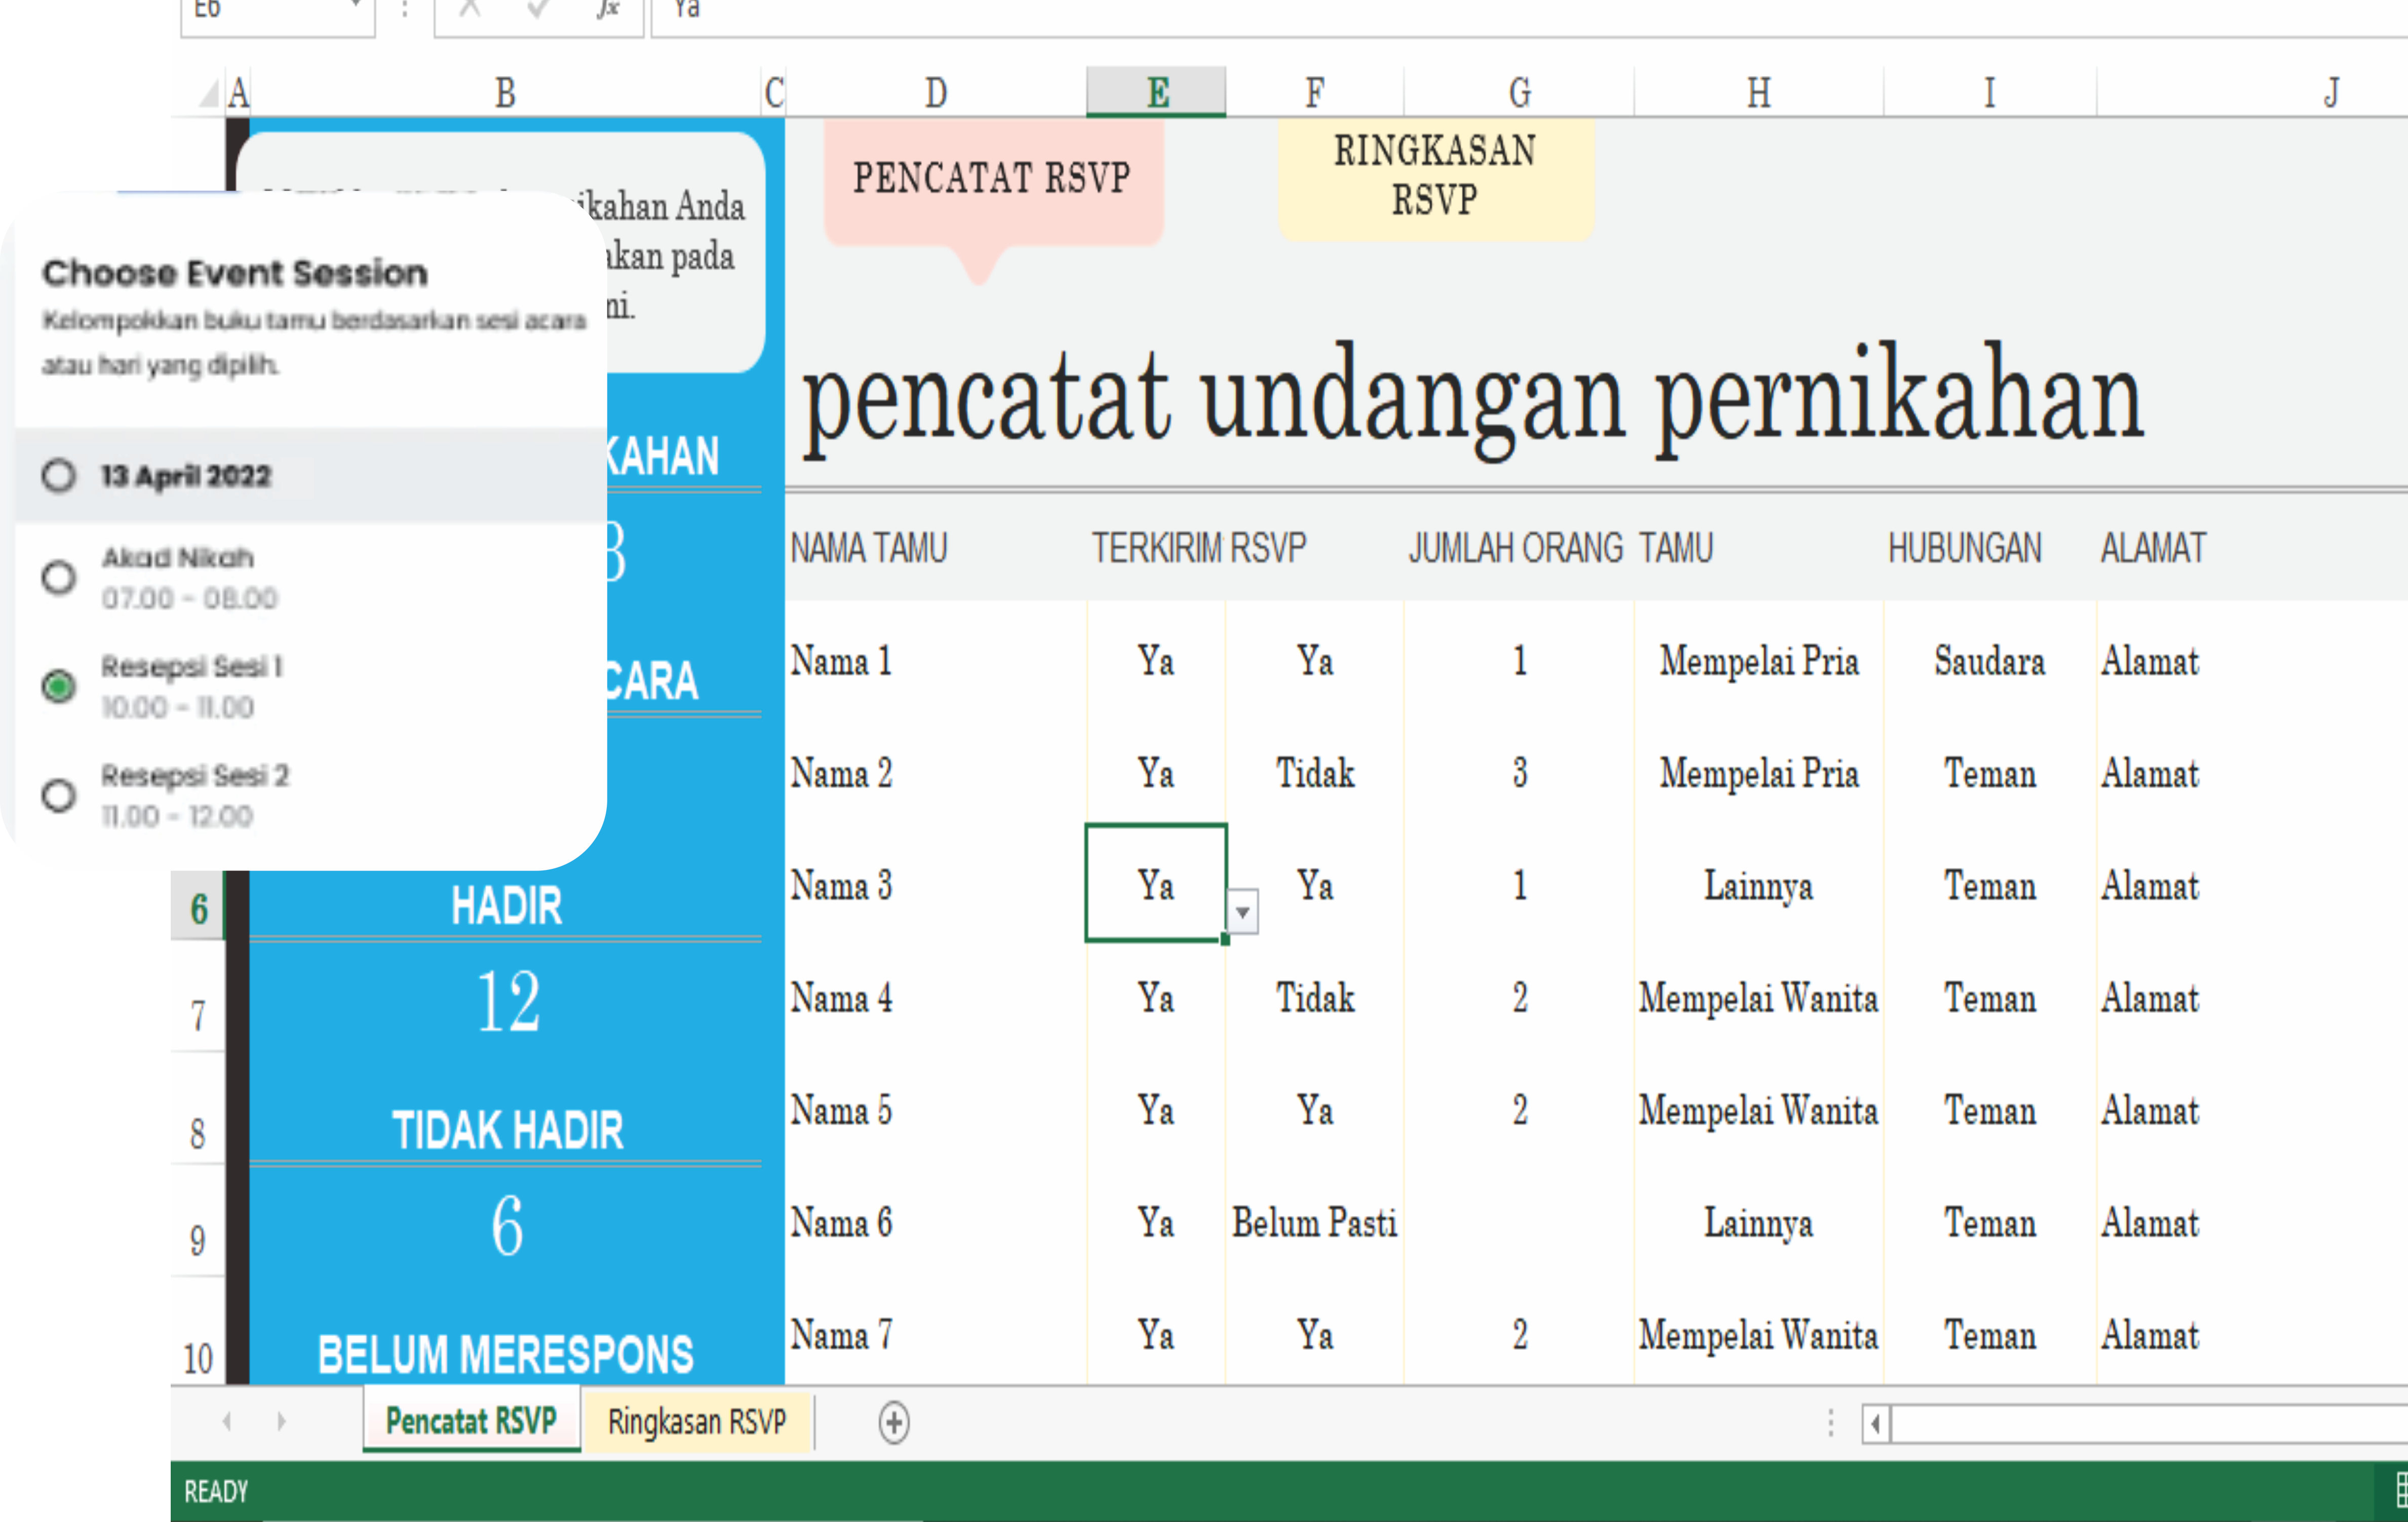 E6
fx
Ya
A B C D E F G H I J
ikahan Anda
akan pada
ni.
PENCATAT RSVP
RINGKASAN
RSVP
Choose Event Session
Kelompokkan buku tamu berdasarkan sesi acara
atau hari yang dipilih.
13 April 2022
Akad Nikah
07.00 - 08.00
Resepsi Sesi 1
10.00 - 11.00
Resepsi Sesi 2
11.00 - 12.00
KAHAN
3
CARA
HADIR
12
TIDAK HADIR
6
BELUM MERESPONS
pencatat undangan pernikahan
NAMA TAMU TERKIRIM RSVP JUMLAH ORANG TAMU HUBUNGAN ALAMAT
Nama 1 Ya Ya 1 Mempelai Pria Saudara Alamat
Nama 2 Ya Tidak 3 Mempelai Pria Teman Alamat
6 Nama 3 Ya Ya 1 Lainnya Teman Alamat
7 Nama 4 Ya Tidak 2 Mempelai Wanita Teman Alamat
8 Nama 5 Ya Ya 2 Mempelai Wanita Teman Alamat
9 Nama 6 Ya Belum Pasti Lainnya Teman Alamat
10 Nama 7 Ya Ya 2 Mempelai Wanita Teman Alamat
Pencatat RSVP Ringkasan RSVP
READY